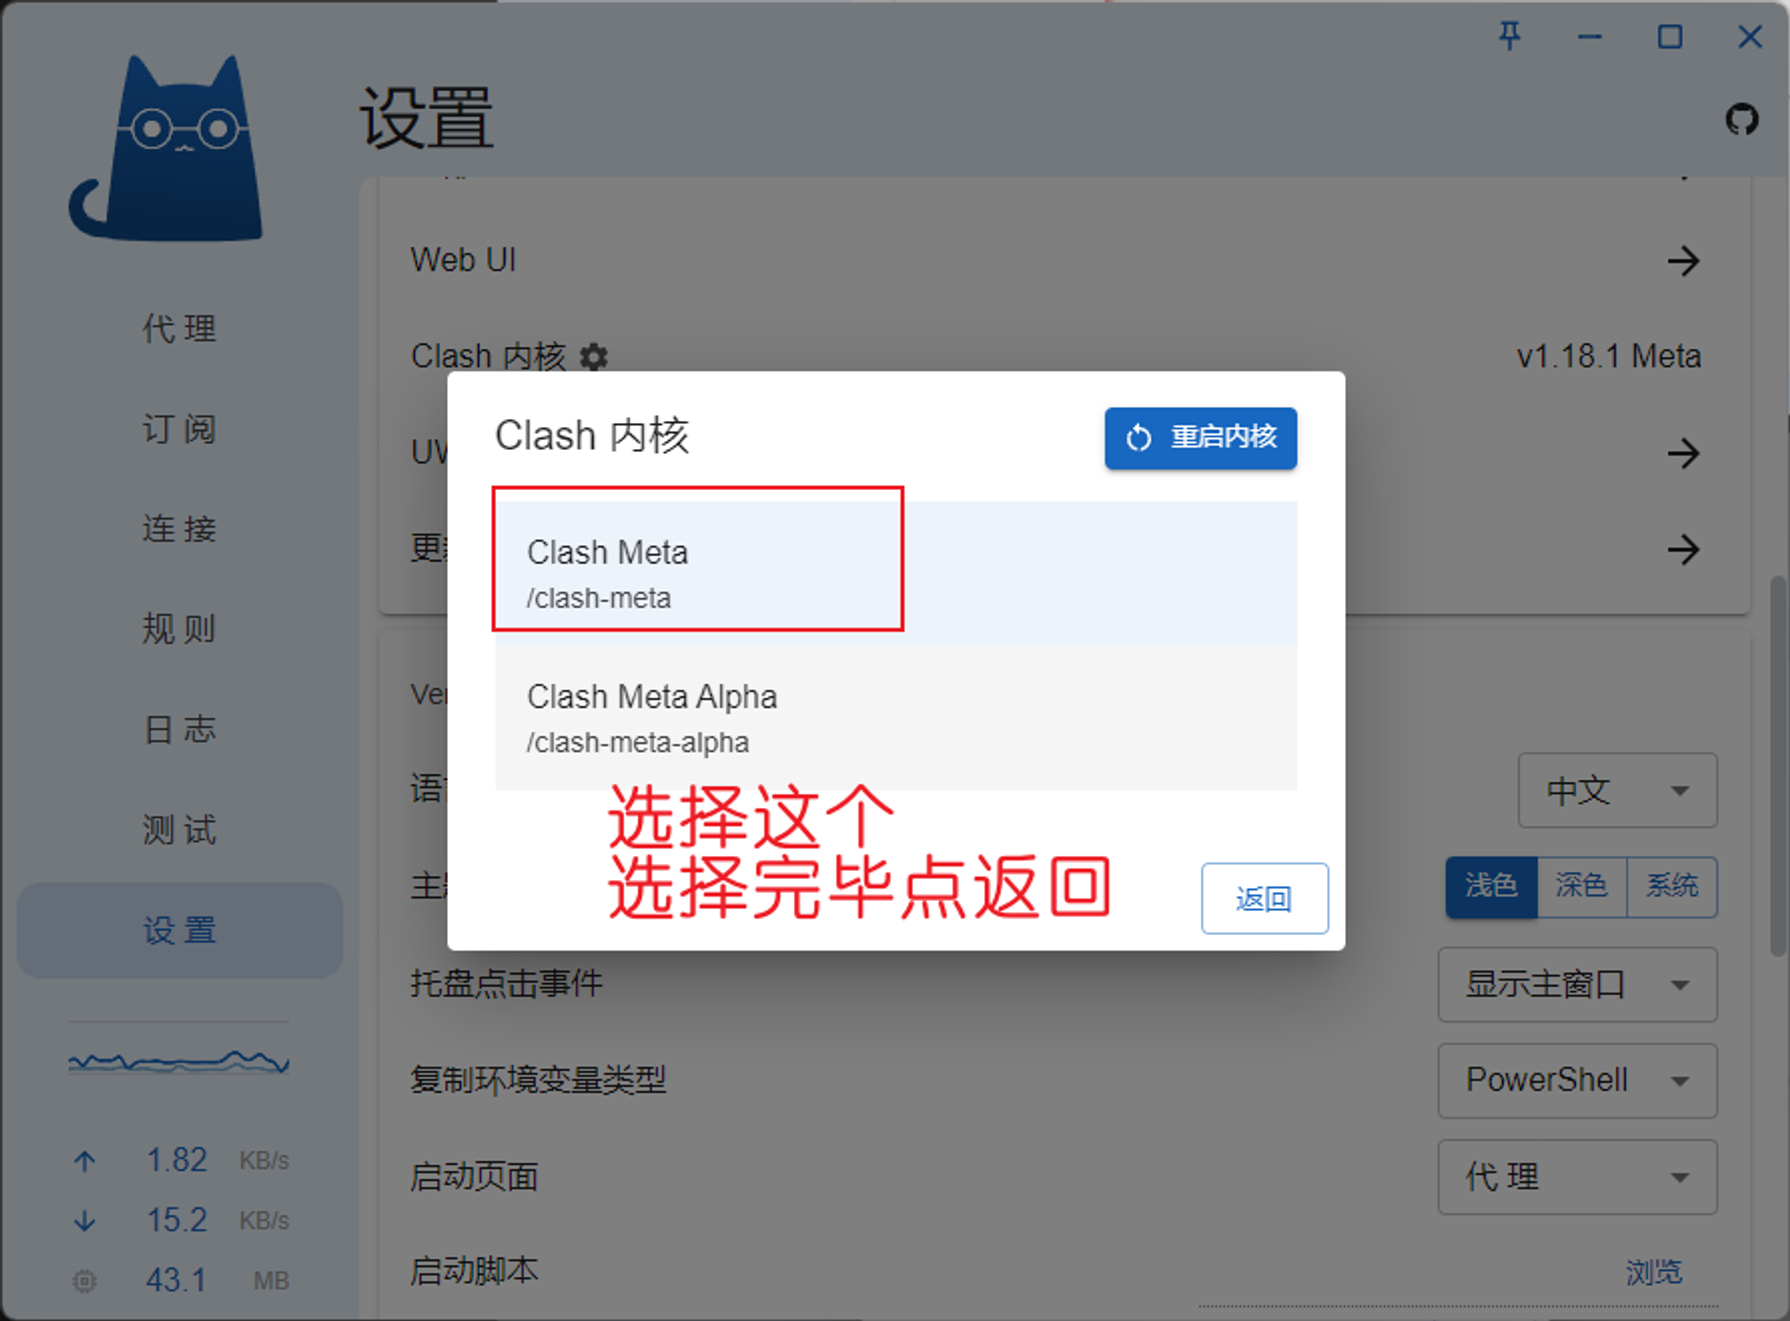 设置
代 理
订 阅
连 接
规 则
日 志
测 试
设 置
1.82 KB/s
15.2 KB/s
43.1 MB
Web UI
Clash 内核
v1.18.1 Meta
Clash 内核
重启内核
Clash Meta
/clash-meta
Clash Meta Alpha
/clash-meta-alpha
选择这个
选择完毕点返回
返回
中文
浅色 深色 系统
托盘点击事件
显示主窗口
复制环境变量类型
PowerShell
启动页面
代 理
启动脚本
浏览